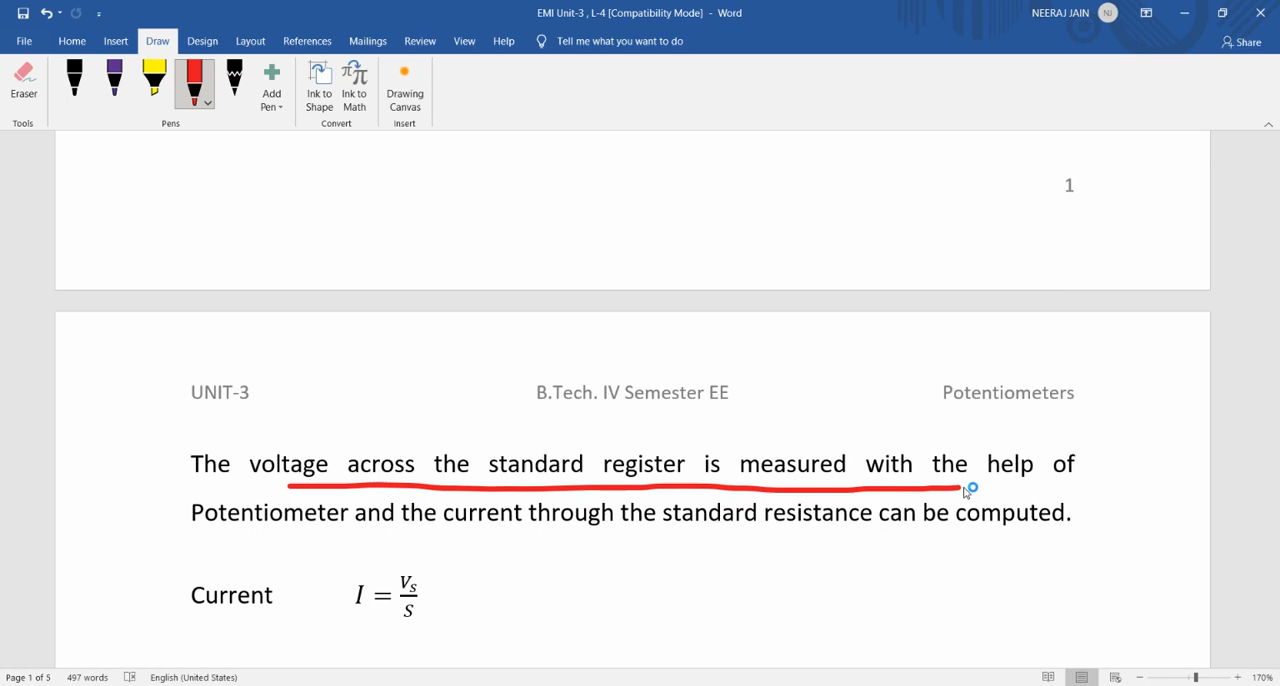 EMI Unit-3 , L-4 [Compatibility Mode] - Word
NEERAJ JAIN NJ
File Home Insert Draw Design Layout References Mailings Review View Help Tell me what you want to do Share
Eraser Add Pen Ink to Shape Ink to Math Drawing Canvas
Tools Pens Convert Insert
1
UNIT-3 B.Tech. IV Semester EE Potentiometers
The voltage across the standard register is measured with the help of
Potentiometer and the current through the standard resistance can be computed.
Current I = V_S/S
Page 1 of 5 497 words English (United States) 170%